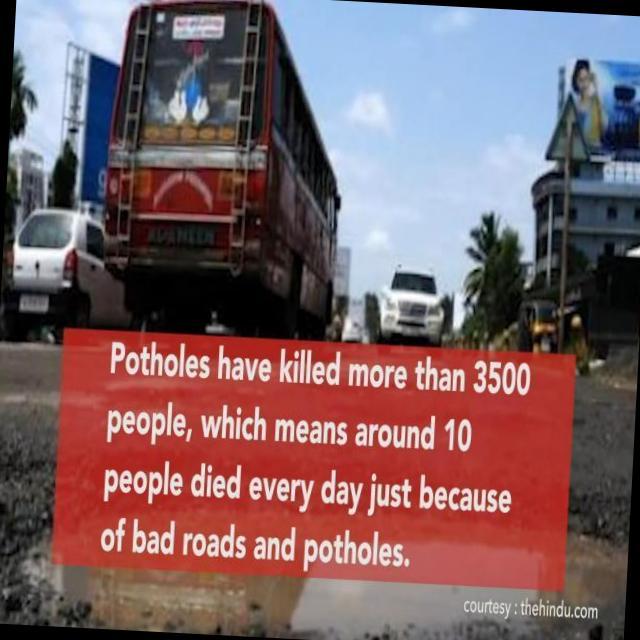 Potholes have killed more than 3500
people, which means around 10
people died every day just because
of bad roads and potholes.
courtesy : thehindu.com